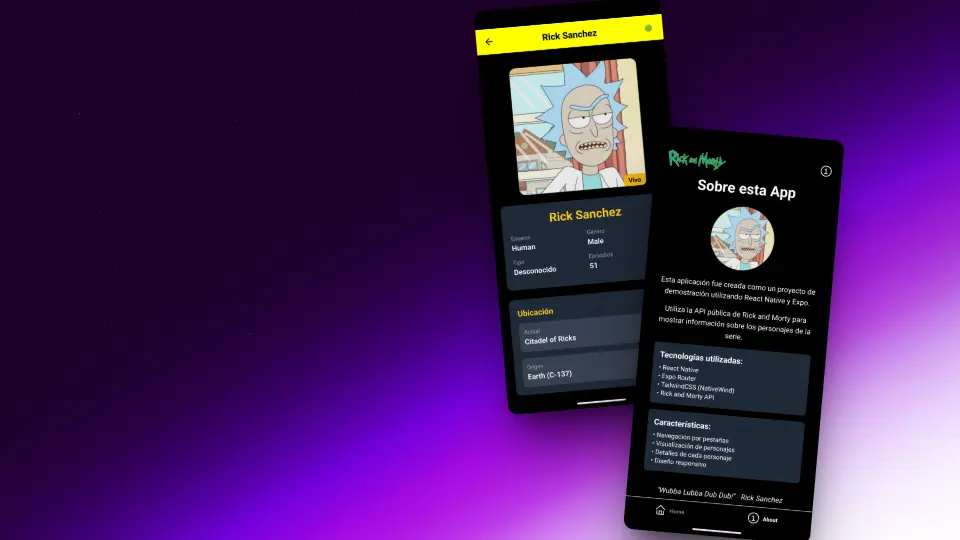 Rick Sanchez
Vivo
Rick Sanchez
Especie
Género
Human
Male
Tipo
Episodios
Desconocido
51
Ubicación
Actual
Citadel of Ricks
Origen
Earth (C-137)
Rick and Morty
Sobre esta App
Esta aplicación fue creada como un proyecto de
demostración utilizando React Native y Expo.
Utiliza la API pública de Rick and Morty para
mostrar información sobre los personajes de la
serie.
Tecnologías utilizadas:
• React Native
• Expo Router
• TailwindCSS (NativeWind)
• Rick and Morty API
Características:
• Navegación por pestañas
• Visualización de personajes
• Detalles de cada personaje
• Diseño responsivo
"Wubba Lubba Dub Dub!" - Rick Sanchez
Home
About